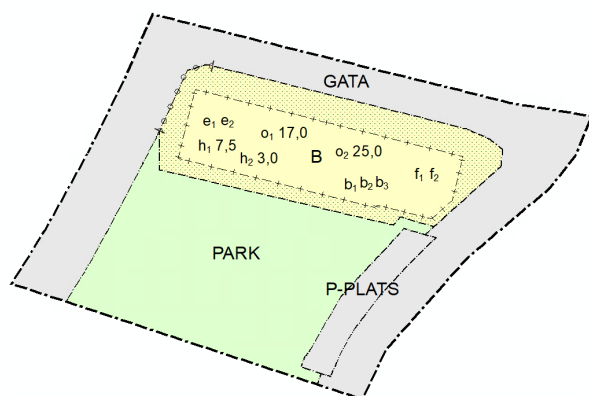 GATA
e₁ e₂
o₁ 17,0
h₁ 7,5
h₂ 3,0
B
o₂ 25,0
b₁ b₂ b₃
f₁ f₂
PARK
P-PLATS